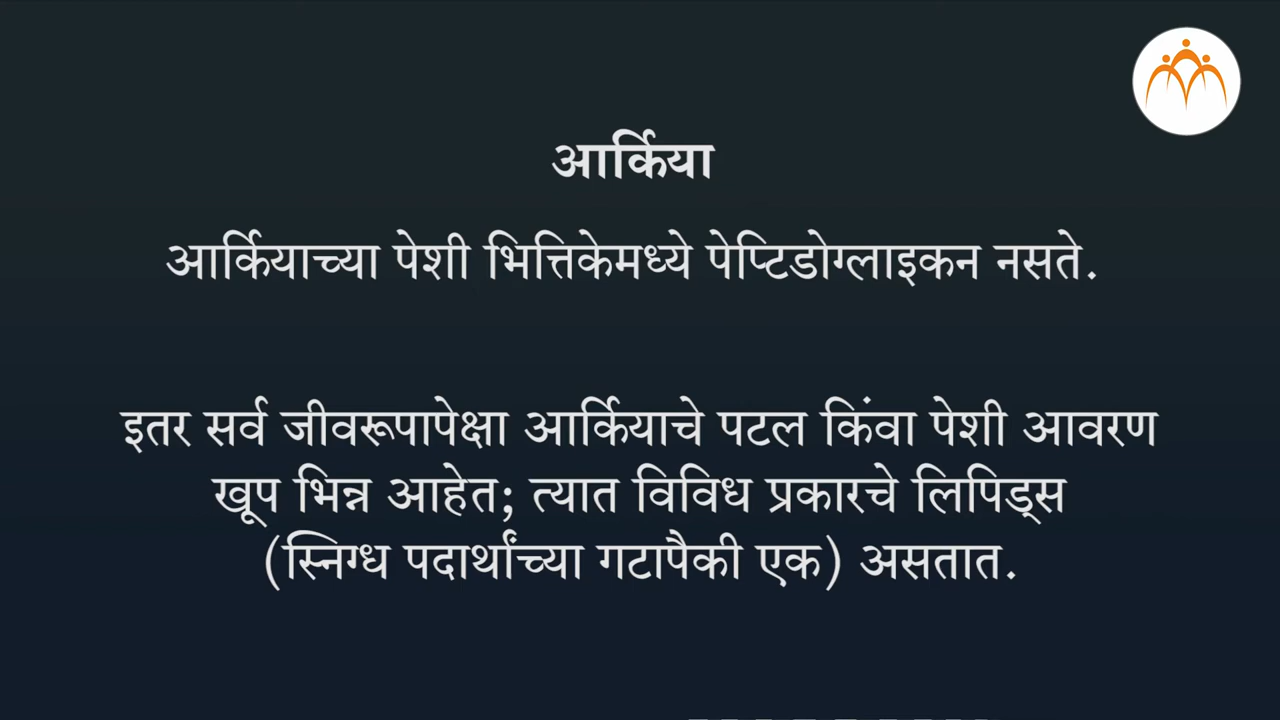 आर्किया
आर्कियाच्या पेशी भित्तिकेमध्ये पेप्टिडोग्लाइकन नसते.
इतर सर्व जीवरूपापेक्षा आर्कियाचे पटल किंवा पेशी आवरण
खूप भिन्न आहेत; त्यात विविध प्रकारचे लिपिड्स
(स्निग्ध पदार्थांच्या गटापैकी एक) असतात.